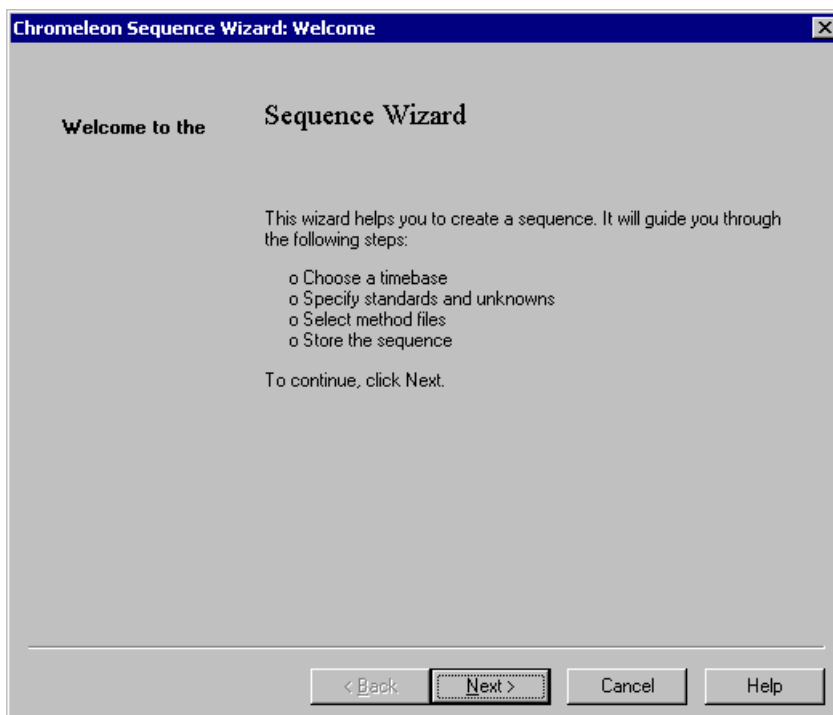 Chromeleon Sequence Wizard: Welcome
Welcome to the
Sequence Wizard
This wizard helps you to create a sequence. It will guide you through
the following steps:
o Choose a timebase
o Specify standards and unknowns
o Select method files
o Store the sequence
To continue, click Next.
< Back
Next >
Cancel
Help